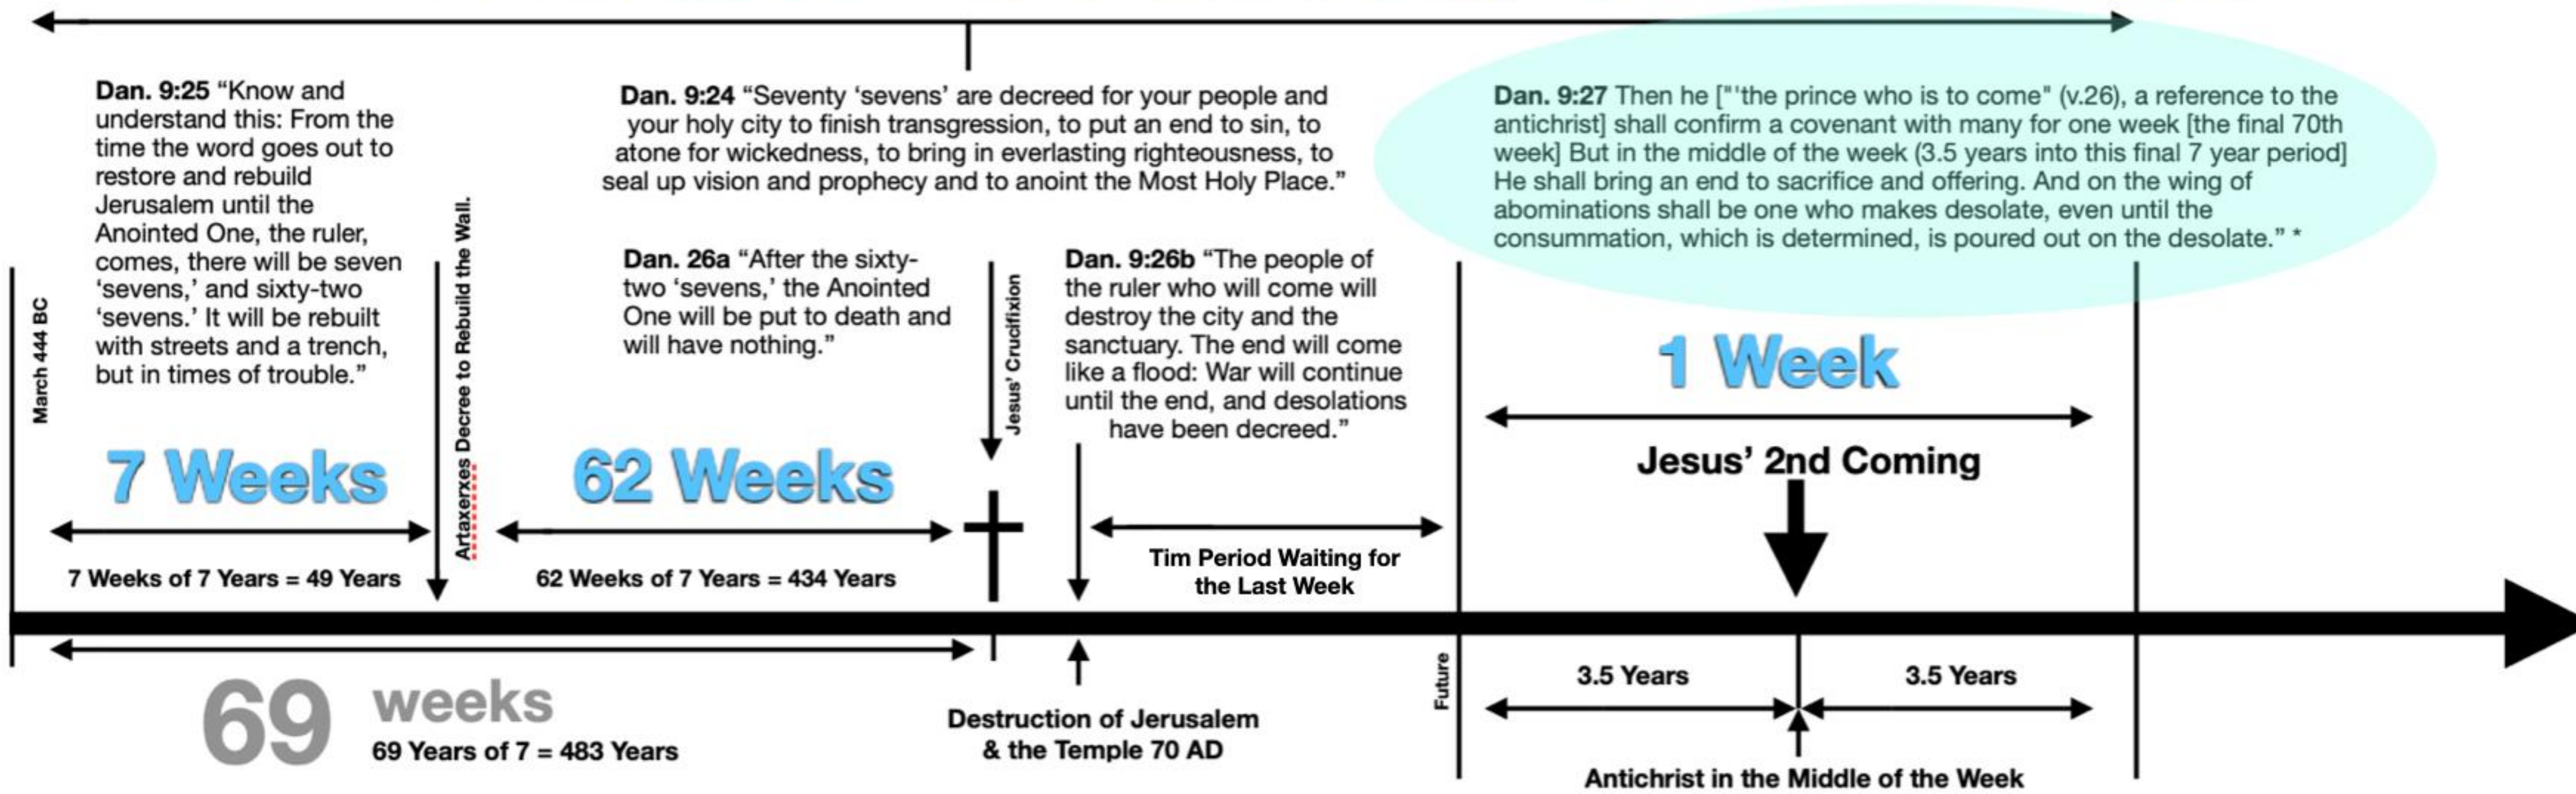 Dan. 9:25 “Know and
understand this: From the
time the word goes out to
restore and rebuild
Jerusalem until the
Anointed One, the ruler,
comes, there will be seven
‘sevens,’ and sixty-two
‘sevens.’ It will be rebuilt
with streets and a trench,
but in times of trouble.”
March 444 BC
7 Weeks
7 Weeks of 7 Years = 49 Years
Artaxerxes Decree to Rebuild the Wall.
Dan. 9:24 “Seventy ‘sevens’ are decreed for your people and
your holy city to finish transgression, to put an end to sin, to
atone for wickedness, to bring in everlasting righteousness, to
seal up vision and prophecy and to anoint the Most Holy Place.”
Dan. 26a “After the sixty-
two ‘sevens,’ the Anointed
One will be put to death and
will have nothing.”
62 Weeks
62 Weeks of 7 Years = 434 Years
Jesus’ Crucifixion
Dan. 9:26b “The people of
the ruler who will come will
destroy the city and the
sanctuary. The end will come
like a flood: War will continue
until the end, and desolations
have been decreed.”
Tim Period Waiting for
the Last Week
Dan. 9:27 Then he ["'the prince who is to come" (v.26), a reference to the
antichrist] shall confirm a covenant with many for one week [the final 70th
week] But in the middle of the week (3.5 years into this final 7 year period]
He shall bring an end to sacrifice and offering. And on the wing of
abominations shall be one who makes desolate, even until the
consummation, which is determined, is poured out on the desolate.” *
1 Week
Jesus’ 2nd Coming
69 weeks
69 Years of 7 = 483 Years
Destruction of Jerusalem
& the Temple 70 AD
Future
3.5 Years
3.5 Years
Antichrist in the Middle of the Week